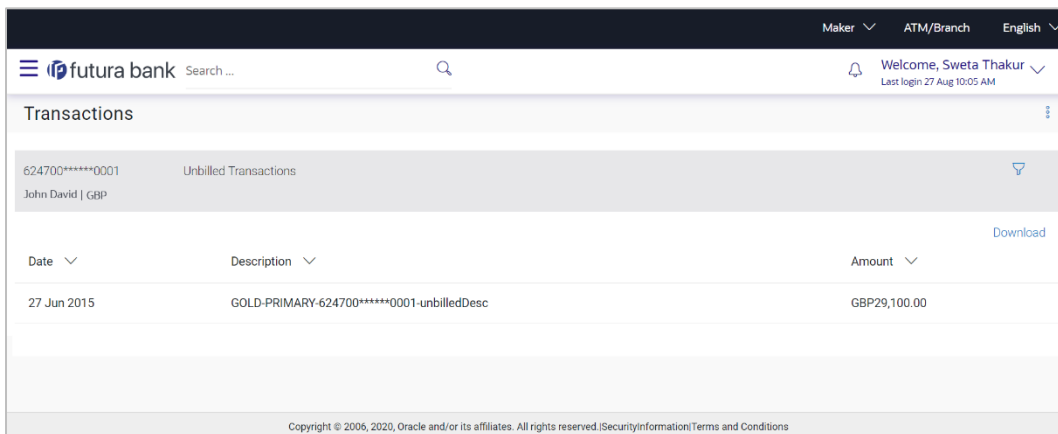 Maker ATM/Branch English
futura bank Search ... Welcome, Sweta Thakur
Last login 27 Aug 10:05 AM
Transactions
624700******0001 Unbilled Transactions
John David | GBP
Download
Date Description Amount
27 Jun 2015 GOLD-PRIMARY-624700******0001-unbilledDesc GBP29,100.00
Copyright © 2006, 2020, Oracle and/or its affiliates. All rights reserved.|SecurityInformation|Terms and Conditions